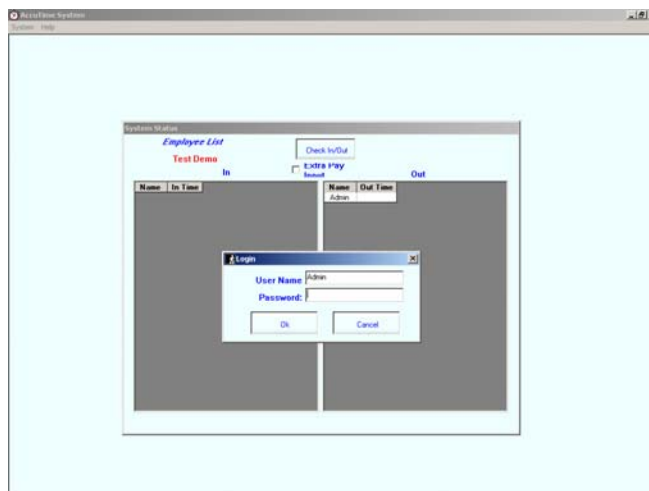 AccuTime System
System Help
System Status
Employee List
Check In/Out
Test Demo
Extra Pay
Input
In
Out
Name In Time
Name Out Time
Admin
Login
User Name Admin
Password:
Ok Cancel